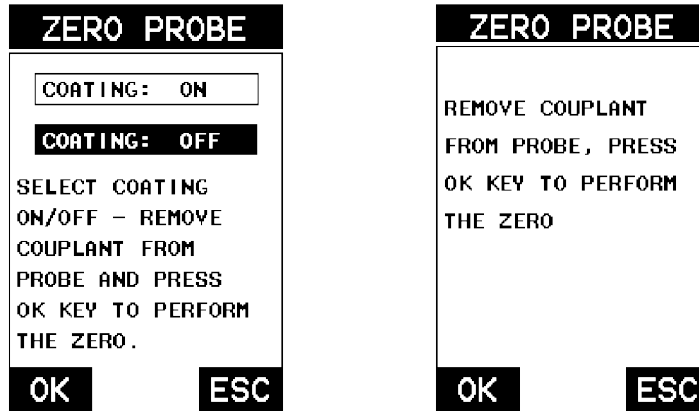 ZERO PROBE
COATING: ON
COATING: OFF
SELECT COATING
ON/OFF - REMOVE
COUPLANT FROM
PROBE AND PRESS
OK KEY TO PERFORM
THE ZERO.
OK ESC
ZERO PROBE
REMOVE COUPLANT
FROM PROBE, PRESS
OK KEY TO PERFORM
THE ZERO
OK ESC